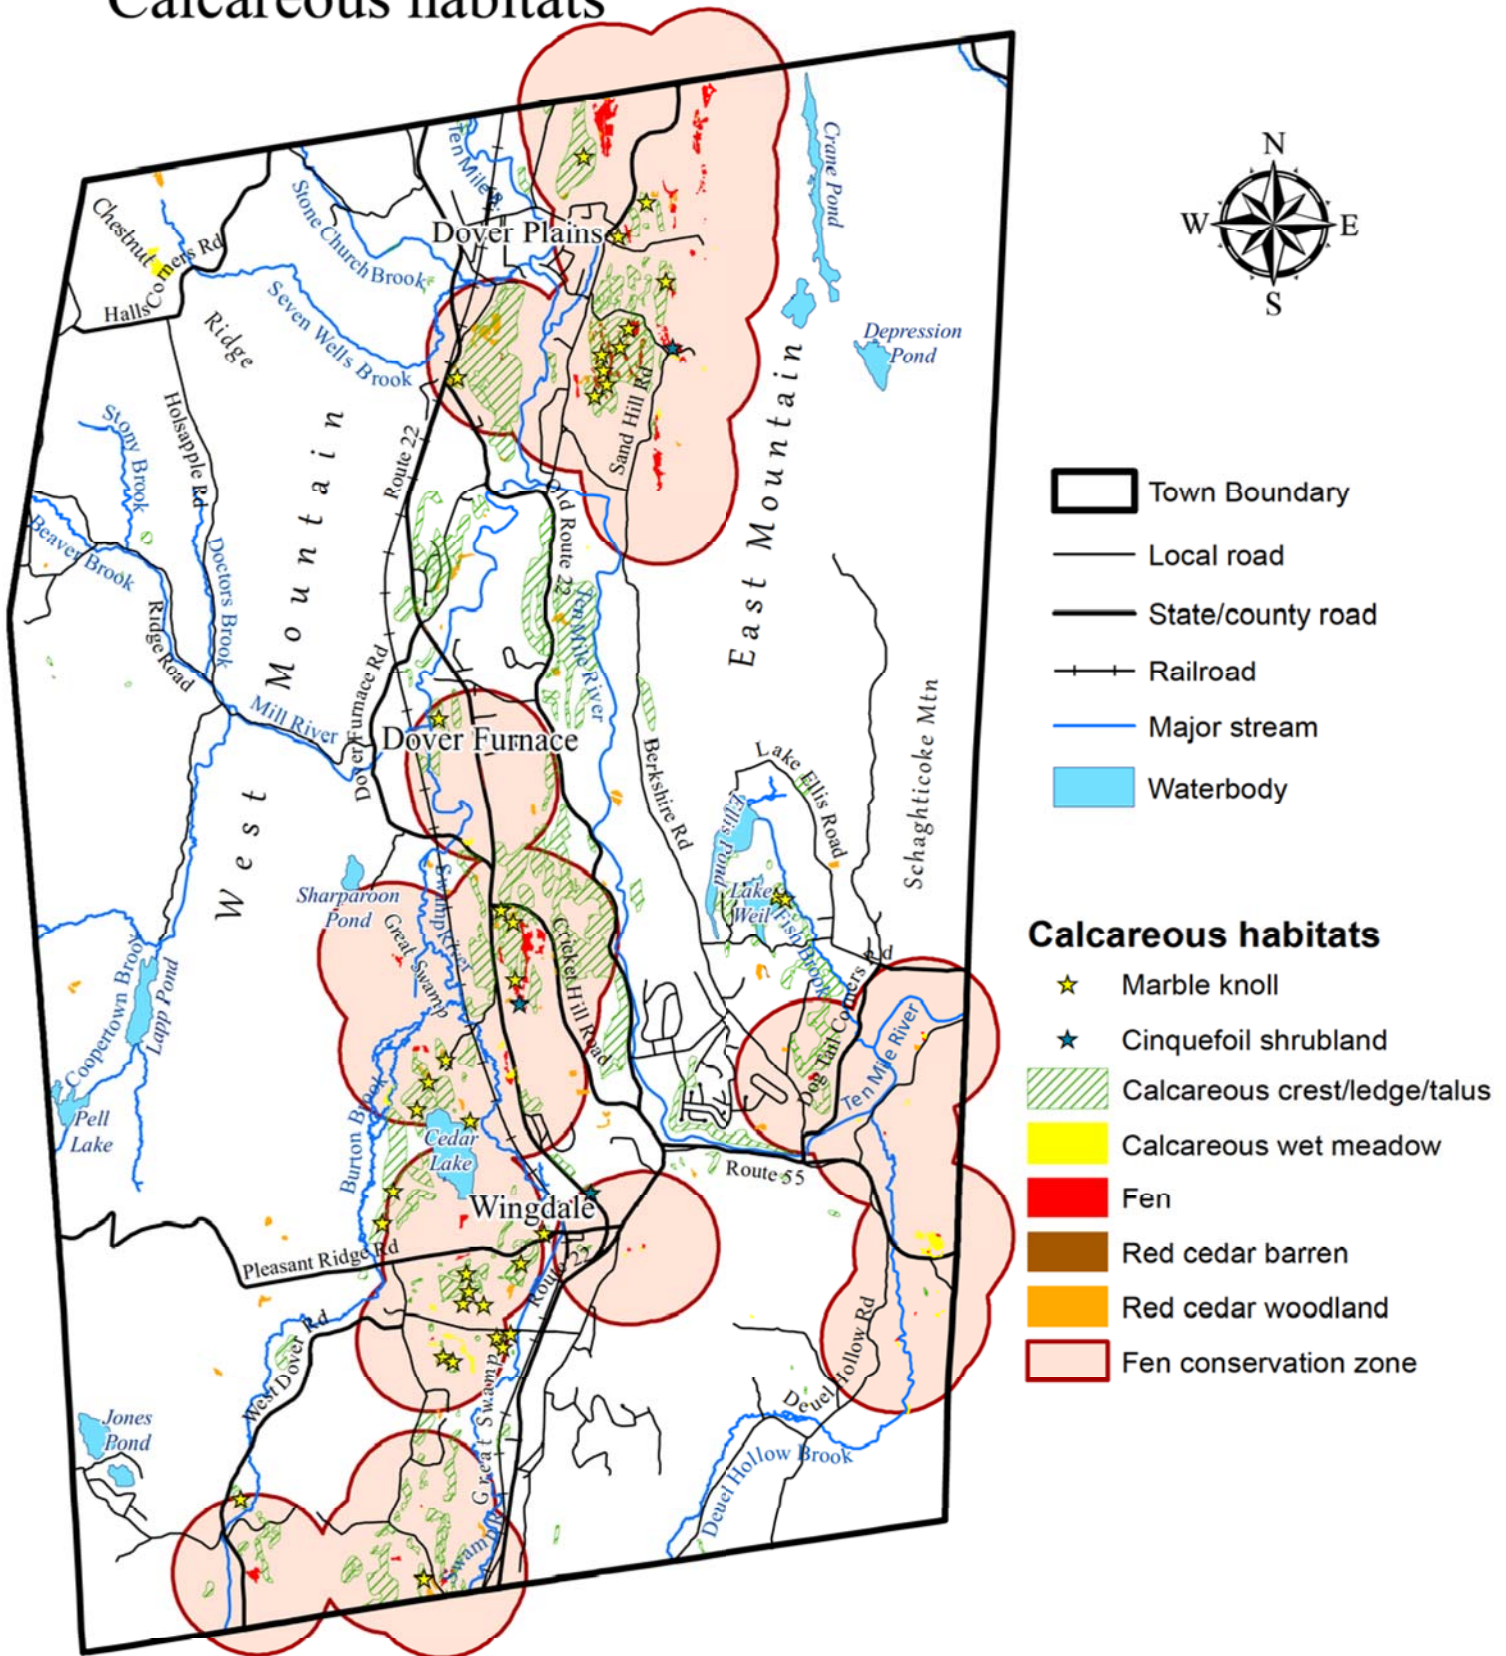 Calcareous habitats
N
W
E
S
Ten Mile R.
Crane Pond
Stone Church Brook
Chestnut
Ridge
Halls Corners Rd
Dover Plains
Seven Wells Brook
Depression
Pond
Holsapple Rd
Stony Brook
Route 22
Sand Hill Rd
East Mountain
Old Route 22
Beaver Brook
Doctors Brook
Ridge Road
West Mountain
Ten Mile River
Mill River
Dover Furnace Rd
Dover Furnace
Berkshire Rd
Lake Ellis Road
Schaghticoke Mtn
Ellis Pond
Lake
Weil
Fish Brook
Sharparoon
Pond
Swamp River
Great Swamp
Cricket Hill Road
Dog Tail Corners Rd
Ten Mile River
Coopertown Brook
Lapp Pond
Pell
Lake
Burton Brook
Cedar
Lake
Route 55
Wingdale
Pleasant Ridge Rd
Route 22
West Dover Rd
Great Swamp
Deuel Hollow Rd
Jones
Pond
Deuel Hollow Brook
Swamp R.
Town Boundary
Local road
State/county road
Railroad
Major stream
Waterbody
Calcareous habitats
Marble knoll
Cinquefoil shrubland
Calcareous crest/ledge/talus
Calcareous wet meadow
Fen
Red cedar barren
Red cedar woodland
Fen conservation zone